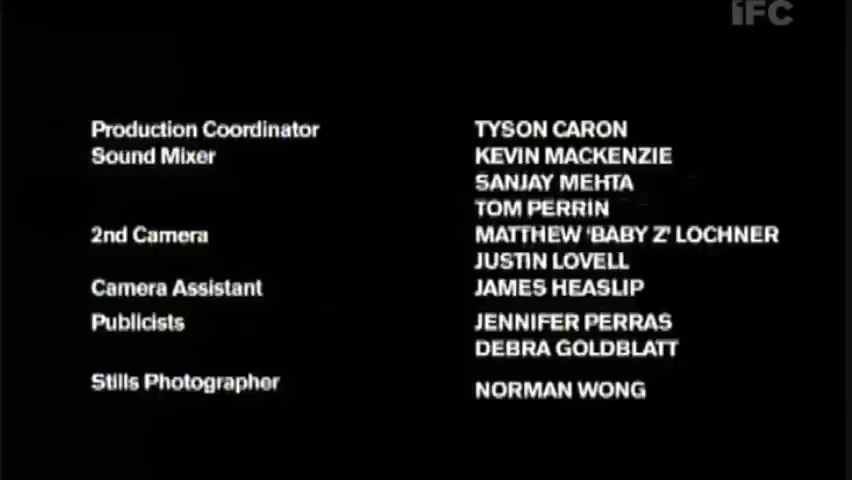 iFC
Production Coordinator TYSON CARON
Sound Mixer KEVIN MACKENZIE
SANJAY MEHTA
TOM PERRIN
2nd Camera MATTHEW 'BABY Z' LOCHNER
JUSTIN LOVELL
Camera Assistant JAMES HEASLIP
Publicists JENNIFER PERRAS
DEBRA GOLDBLATT
Stills Photographer NORMAN WONG